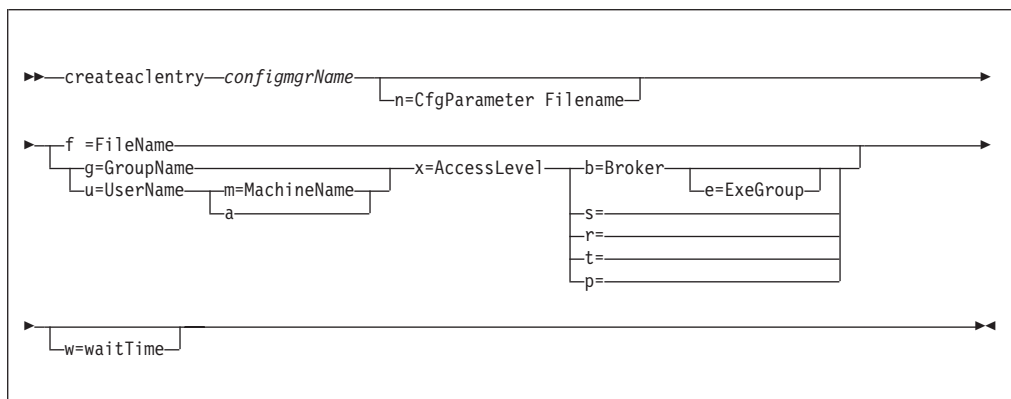 createaclentry configmgrName
n=CfgParameter Filename
f =FileName
g=GroupName x=AccessLevel b=Broker
u=UserName m=MachineName e=ExeGroup
a s=
r=
t=
p=
w=waitTime